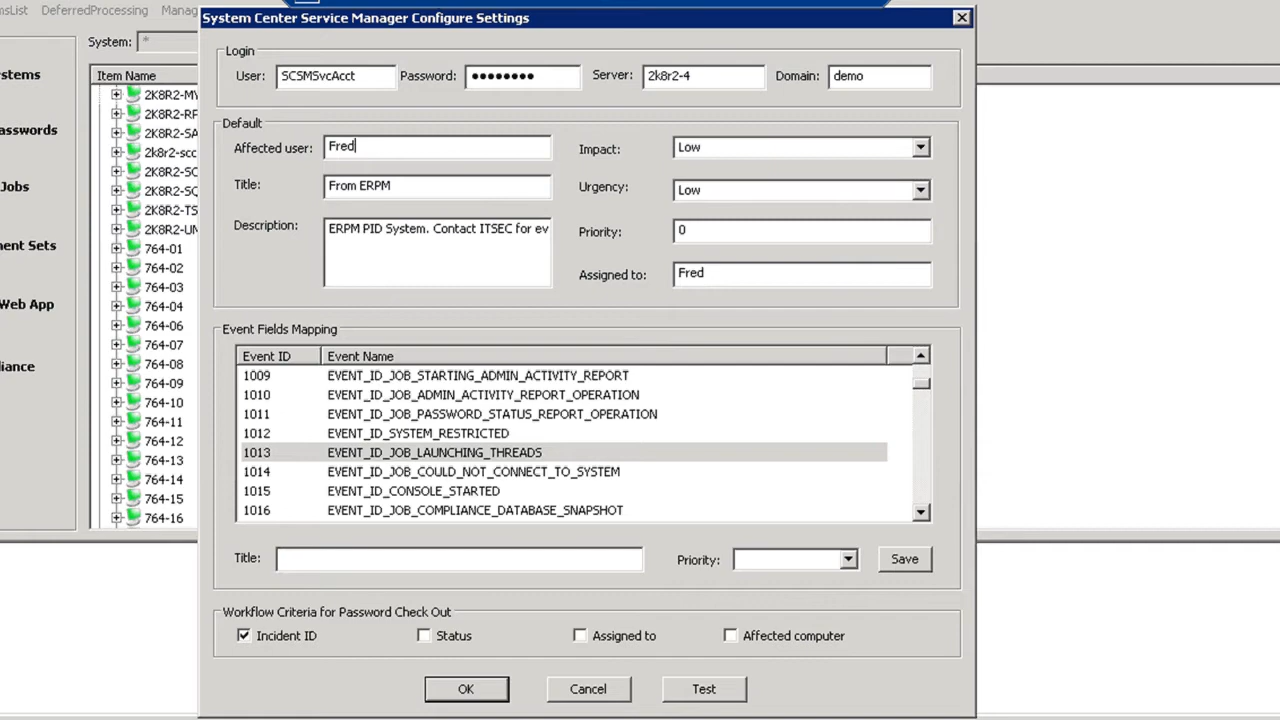 msList DeferredProcessing Manag
System Center Service Manager Configure Settings
System: *
stems
asswords
Jobs
nent Sets
Web App
liance
Item Name
2K8R2-MY
2K8R2-RF
2K8R2-SA
2k8r2-scc
2K8R2-SC
2K8R2-SQ
2K8R2-TS
2K8R2-UN
764-01
764-02
764-03
764-04
764-06
764-07
764-08
764-09
764-10
764-11
764-12
764-13
764-14
764-15
764-16
Login
User: SCSMSvcAcct Password: ●●●●●●●● Server: 2k8r2-4 Domain: demo
Default
Affected user: Fred Impact: Low
Title: From ERPM Urgency: Low
Description: ERPM PID System. Contact ITSEC for ev Priority: 0
Assigned to: Fred
Event Fields Mapping
Event ID Event Name
1009 EVENT_ID_JOB_STARTING_ADMIN_ACTIVITY_REPORT
1010 EVENT_ID_JOB_ADMIN_ACTIVITY_REPORT_OPERATION
1011 EVENT_ID_JOB_PASSWORD_STATUS_REPORT_OPERATION
1012 EVENT_ID_SYSTEM_RESTRICTED
1013 EVENT_ID_JOB_LAUNCHING_THREADS
1014 EVENT_ID_JOB_COULD_NOT_CONNECT_TO_SYSTEM
1015 EVENT_ID_CONSOLE_STARTED
1016 EVENT_ID_JOB_COMPLIANCE_DATABASE_SNAPSHOT
Title: Priority: Save
Workflow Criteria for Password Check Out
Incident ID Status Assigned to Affected computer
OK Cancel Test